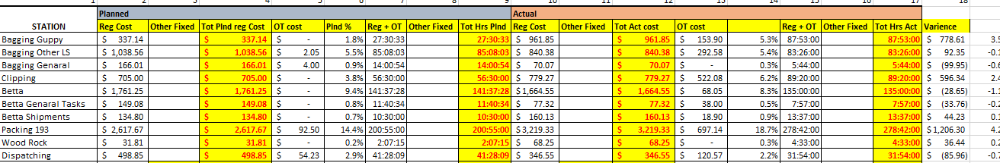 1 2 3 4 5 6 7 8 9 10 11 12 13 14 15 16 17 18
Planned Actual
STATION Reg Cost Other Fixed Tot Plnd reg Cost OT cost Plnd % Reg + OT Other Fixed Tot Hrs Plnd Reg Cost Other Fixed Tot Act cost OT cost Reg + OT Other Fixed Tot Hrs Act Varience
Bagging Guppy $ 337.14 $ 337.14 $ - 1.8% 27:30:33 27:30:33 $ 961.85 $ 961.85 $ 153.90 5.3% 87:53:00 87:53:00 $ 778.61 3.5
Bagging Other LS $ 1,038.56 $ 1,038.56 $ 2.05 5.5% 85:08:03 85:08:03 $ 840.38 $ 840.38 $ 292.58 5.4% 83:26:00 83:26:00 $ 92.35 -0.1
Bagging Genaral $ 166.01 $ 166.01 $ 4.00 0.9% 14:00:54 14:00:54 $ 70.07 $ 70.07 $ - 0.3% 5:44:00 5:44:00 $ (99.95) -0.6
Clipping $ 705.00 $ 705.00 $ - 3.8% 56:30:00 56:30:00 $ 779.27 $ 779.27 $ 522.08 6.2% 89:20:00 89:20:00 $ 596.34 2.4
Betta $ 1,761.25 $ 1,761.25 $ - 9.4% 141:37:28 141:37:28 $ 1,664.55 $ 1,664.55 $ 68.05 8.3% 135:00:00 135:00:00 $ (28.65) -1.1
Betta Genaral Tasks $ 149.08 $ 149.08 $ - 0.8% 11:40:34 11:40:34 $ 77.32 $ 77.32 $ 38.00 0.5% 7:57:00 7:57:00 $ (33.76) -0.2
Betta Shipments $ 134.80 $ 134.80 $ - 0.7% 10:30:00 10:30:00 $ 160.13 $ 160.13 $ 18.90 0.9% 13:37:00 13:37:00 $ 44.23 0.1
Packing 193 $ 2,617.67 $ 2,617.67 $ 92.50 14.4% 200:55:00 200:55:00 $ 3,219.33 $ 3,219.33 $ 697.14 18.7% 278:42:00 278:42:00 $ 1,206.30 4.2
Wood Rock $ 31.81 $ 31.81 $ - 0.2% 2:07:15 2:07:15 $ 68.25 $ 68.25 $ - 0.3% 4:33:00 4:33:00 $ 36.44 0.2
Dispatching $ 498.85 $ 498.85 $ 54.23 2.9% 41:28:09 41:28:09 $ 346.55 $ 346.55 $ 120.57 2.2% 31:54:00 31:54:00 $ (85.96)